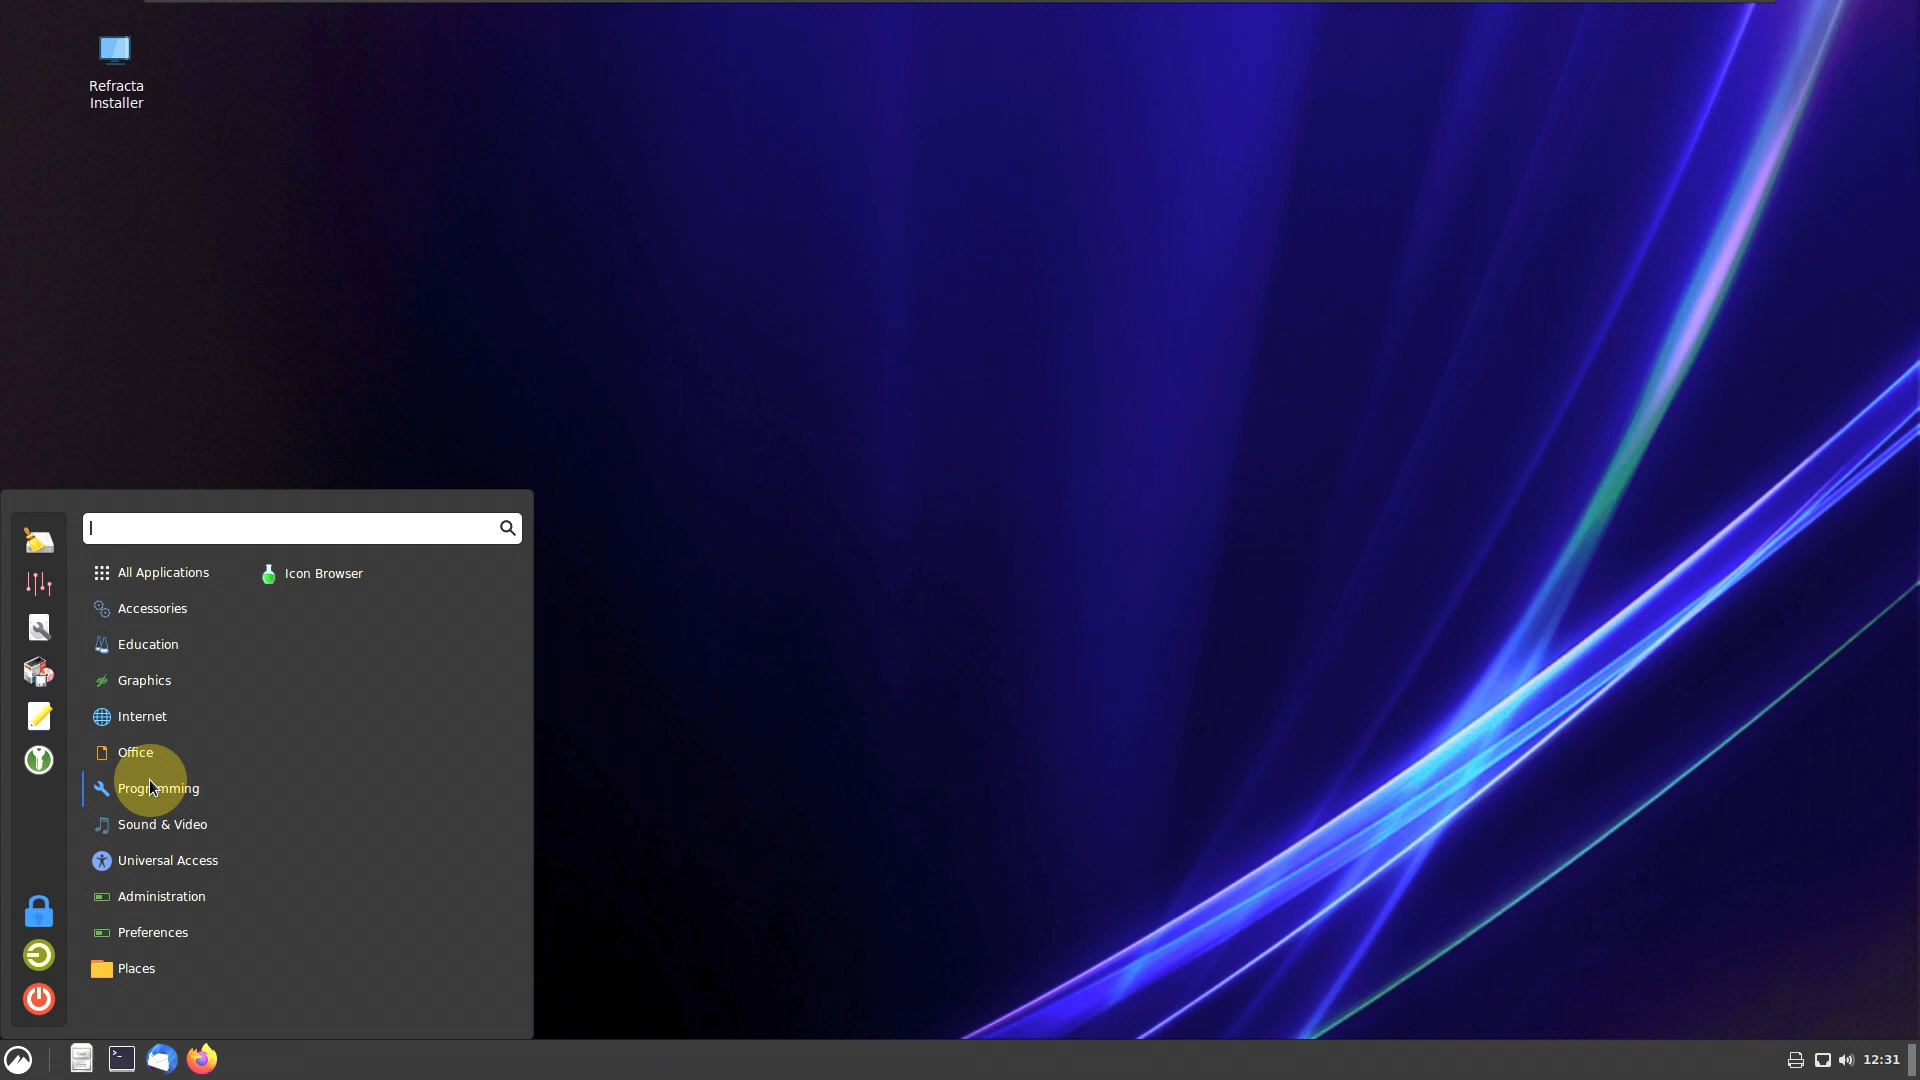 Refracta
Installer
All Applications
Icon Browser
Accessories
Education
Graphics
Internet
Office
Programming
Sound & Video
Universal Access
Administration
Preferences
Places
12:31